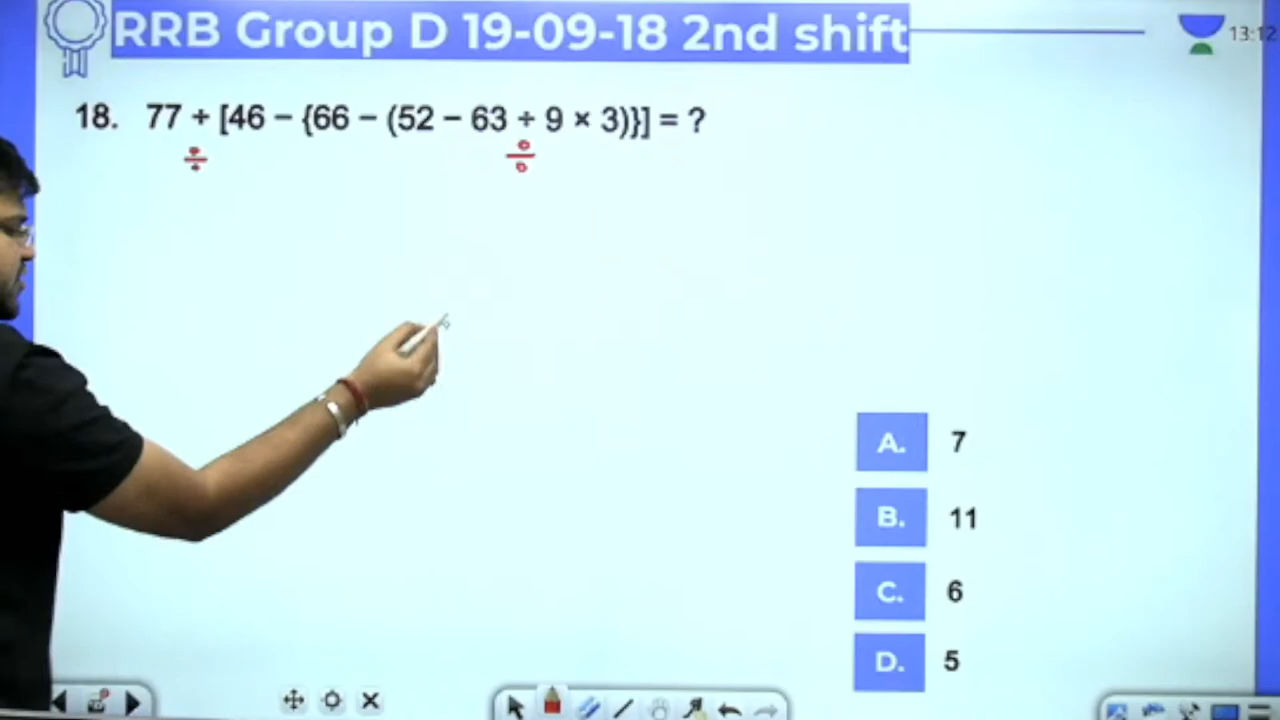 RRB Group D 19-09-18 2nd shift
13:12
18. 77 ÷ [46 − {66 − (52 − 63 ÷ 9 × 3)}] = ?
÷ ÷
A. 7
B. 11
C. 6
D. 5